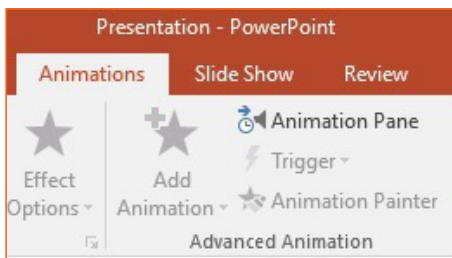 Presentation - PowerPoint
Animations Slide Show Review
Animation Pane
Trigger
Effect Options
Add Animation
Animation Painter
Advanced Animation